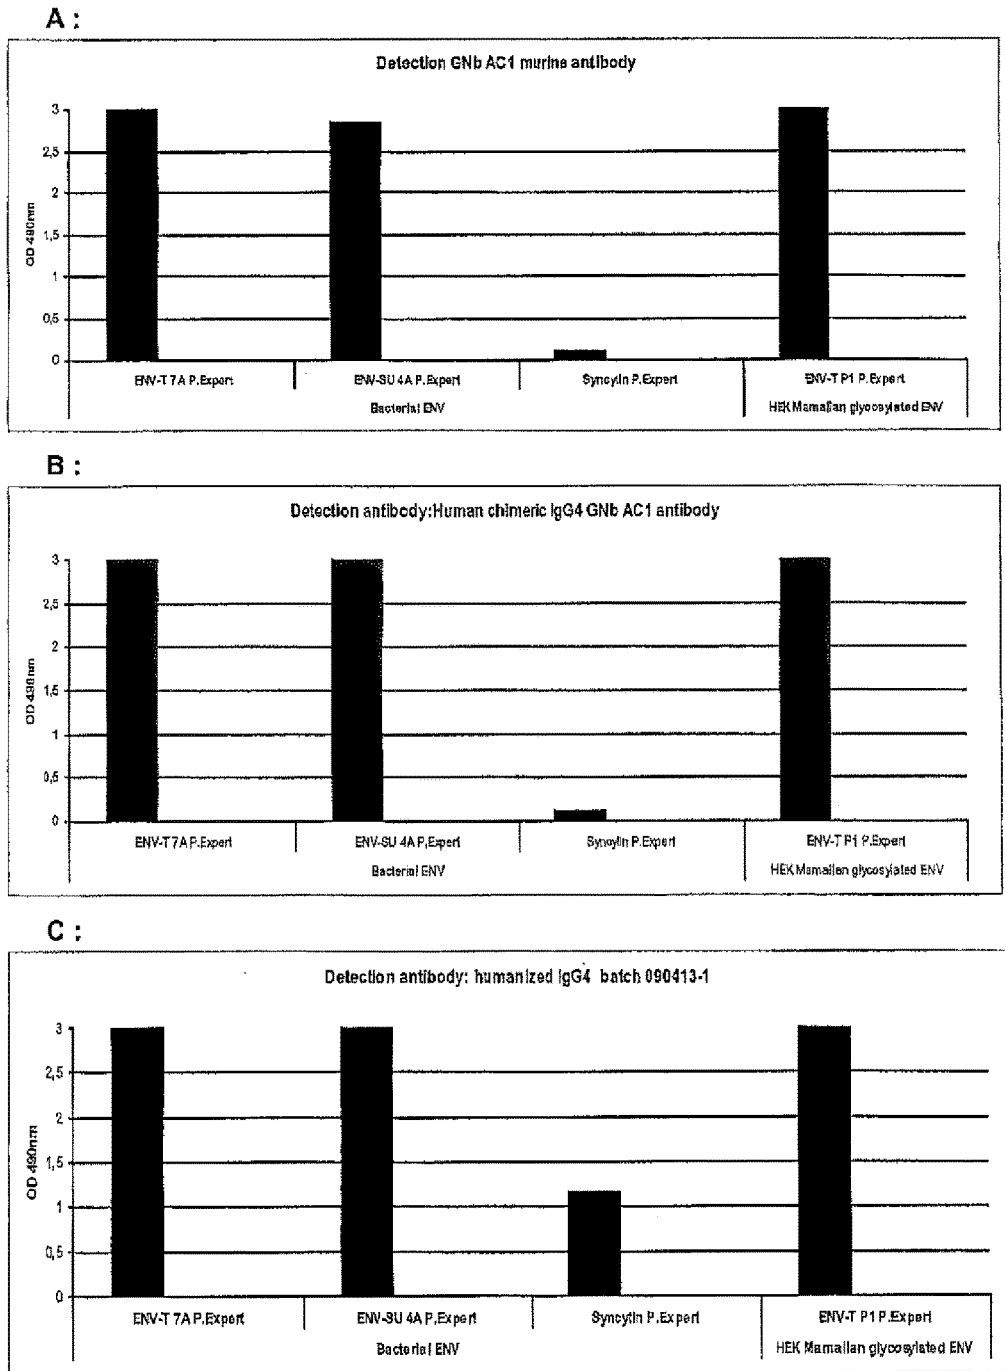 A :
Detection GNb AC1 murine antibody
OD 490nm
3
2,5
2
1,5
1
0,5
0
ENV-T 7A P.Expert
ENV-SU 4A P.Expert
Syncytin P.Expert
ENV-T P1 P.Expert
Bacterial ENV
HEK Mamalian glycosylated ENV
B :
Detection antibody:Human chimeric IgG4 GNb AC1 antibody
OD 490nm
3
2,5
2
1,5
1
0,5
0
ENV-T 7A P.Expert
ENV-SU 4A P.Expert
Syncytin P.Expert
ENV-T P1 P.Expert
Bacterial ENV
HEK Mamalian glycosylated ENV
C :
Detection antibody: humanized IgG4 batch 090413-1
OD 490nm
3
2,5
2
1,5
1
0,5
0
ENV-T 7A P.Expert
ENV-SU 4A P.Expert
Syncytin P.Expert
ENV-T P1 P.Expert
Bacterial ENV
HEK Mamalian glycosylated ENV